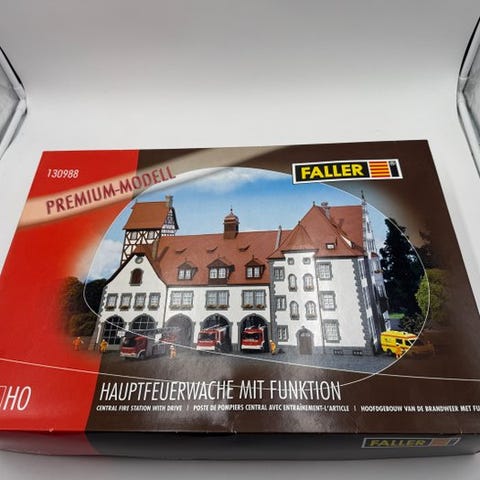 130988
PREMIUM-MODELL
FALLER
HO
HAUPTFEUERWACHE MIT FUNKTION
CENTRAL FIRE STATION WITH DRIVE | POSTE DE POMPIERS CENTRAL AVEC ENTRAÎNEMENT-L'ARTICLE | HOOFDGEBOUW VAN DE BRANDWEER MET FU
FALLER